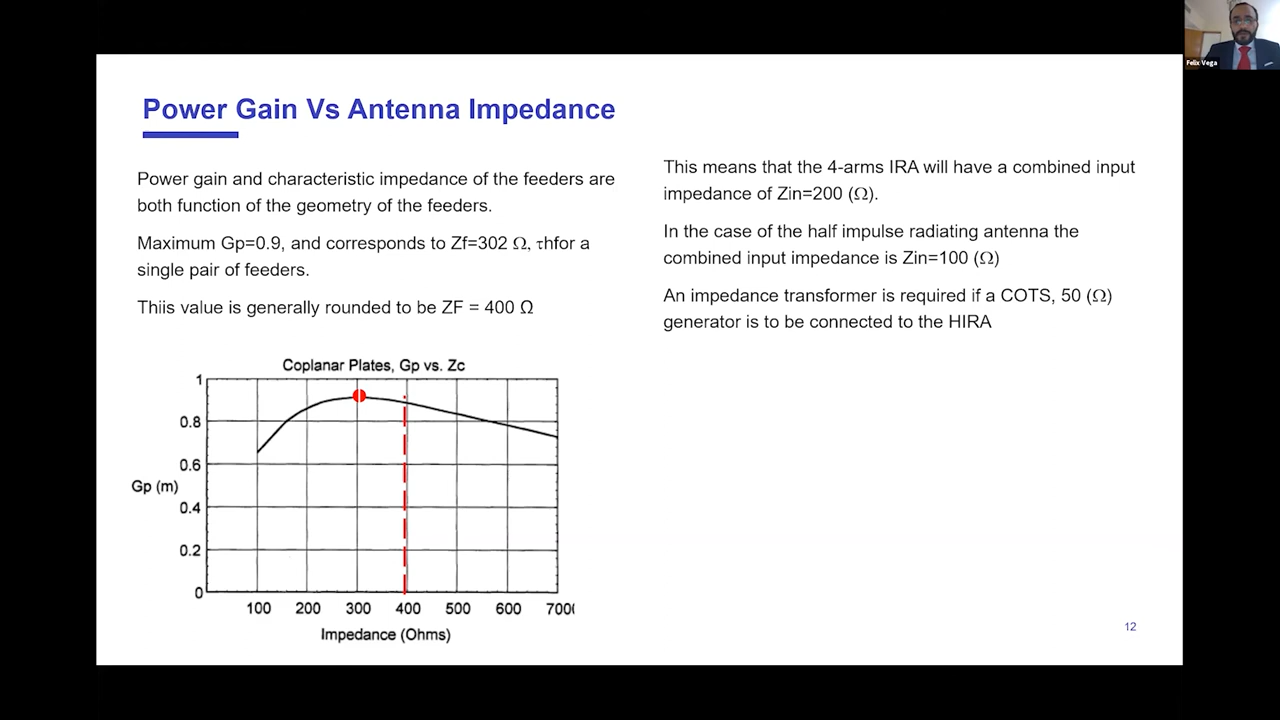 Felix Vega
Power Gain Vs Antenna Impedance
Power gain and characteristic impedance of the feeders are
both function of the geometry of the feeders.
Maximum Gp=0.9, and corresponds to Zf=302 Ω, τhfor a
single pair of feeders.
Thiis value is generally rounded to be ZF = 400 Ω
This means that the 4-arms IRA will have a combined input
impedance of Zin=200 (Ω).
In the case of the half impulse radiating antenna the
combined input impedance is Zin=100 (Ω)
An impedance transformer is required if a COTS, 50 (Ω)
generator is to be connected to the HIRA
Coplanar Plates, Gp vs. Zc
1
0.8
0.6
Gp (m)
0.4
0.2
0
100 200 300 400 500 600 700(
Impedance (Ohms)
12